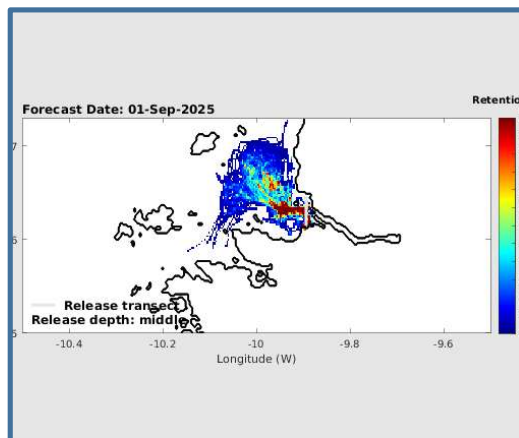 Forecast Date: 01-Sep-2025
Retentio
7
6
5
Release transect
Release depth: middle
-10.4
-10.2
-10
-9.8
-9.6
Longitude (W)